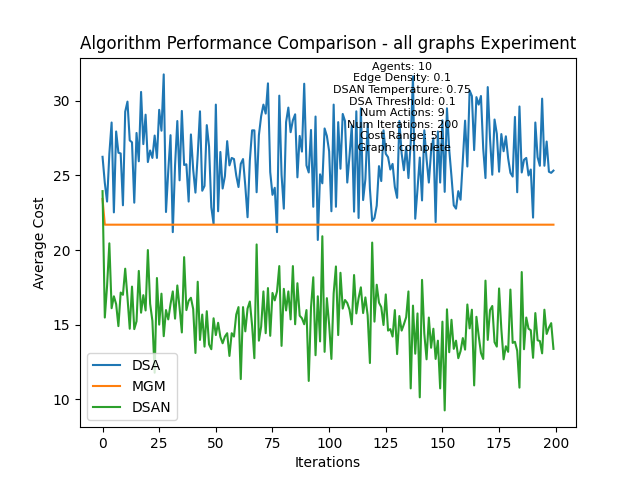 Algorithm Performance Comparison - all graphs Experiment
Agents: 10
Edge Density: 0.1
DSAN Temperature: 0.75
DSA Threshold: 0.1
Num Actions: 9
Num Iterations: 200
Cost Range: 51
Graph: complete
Average Cost
30
25
20
15
10
DSA
MGM
DSAN
0
25
50
75
100
125
150
175
200
Iterations